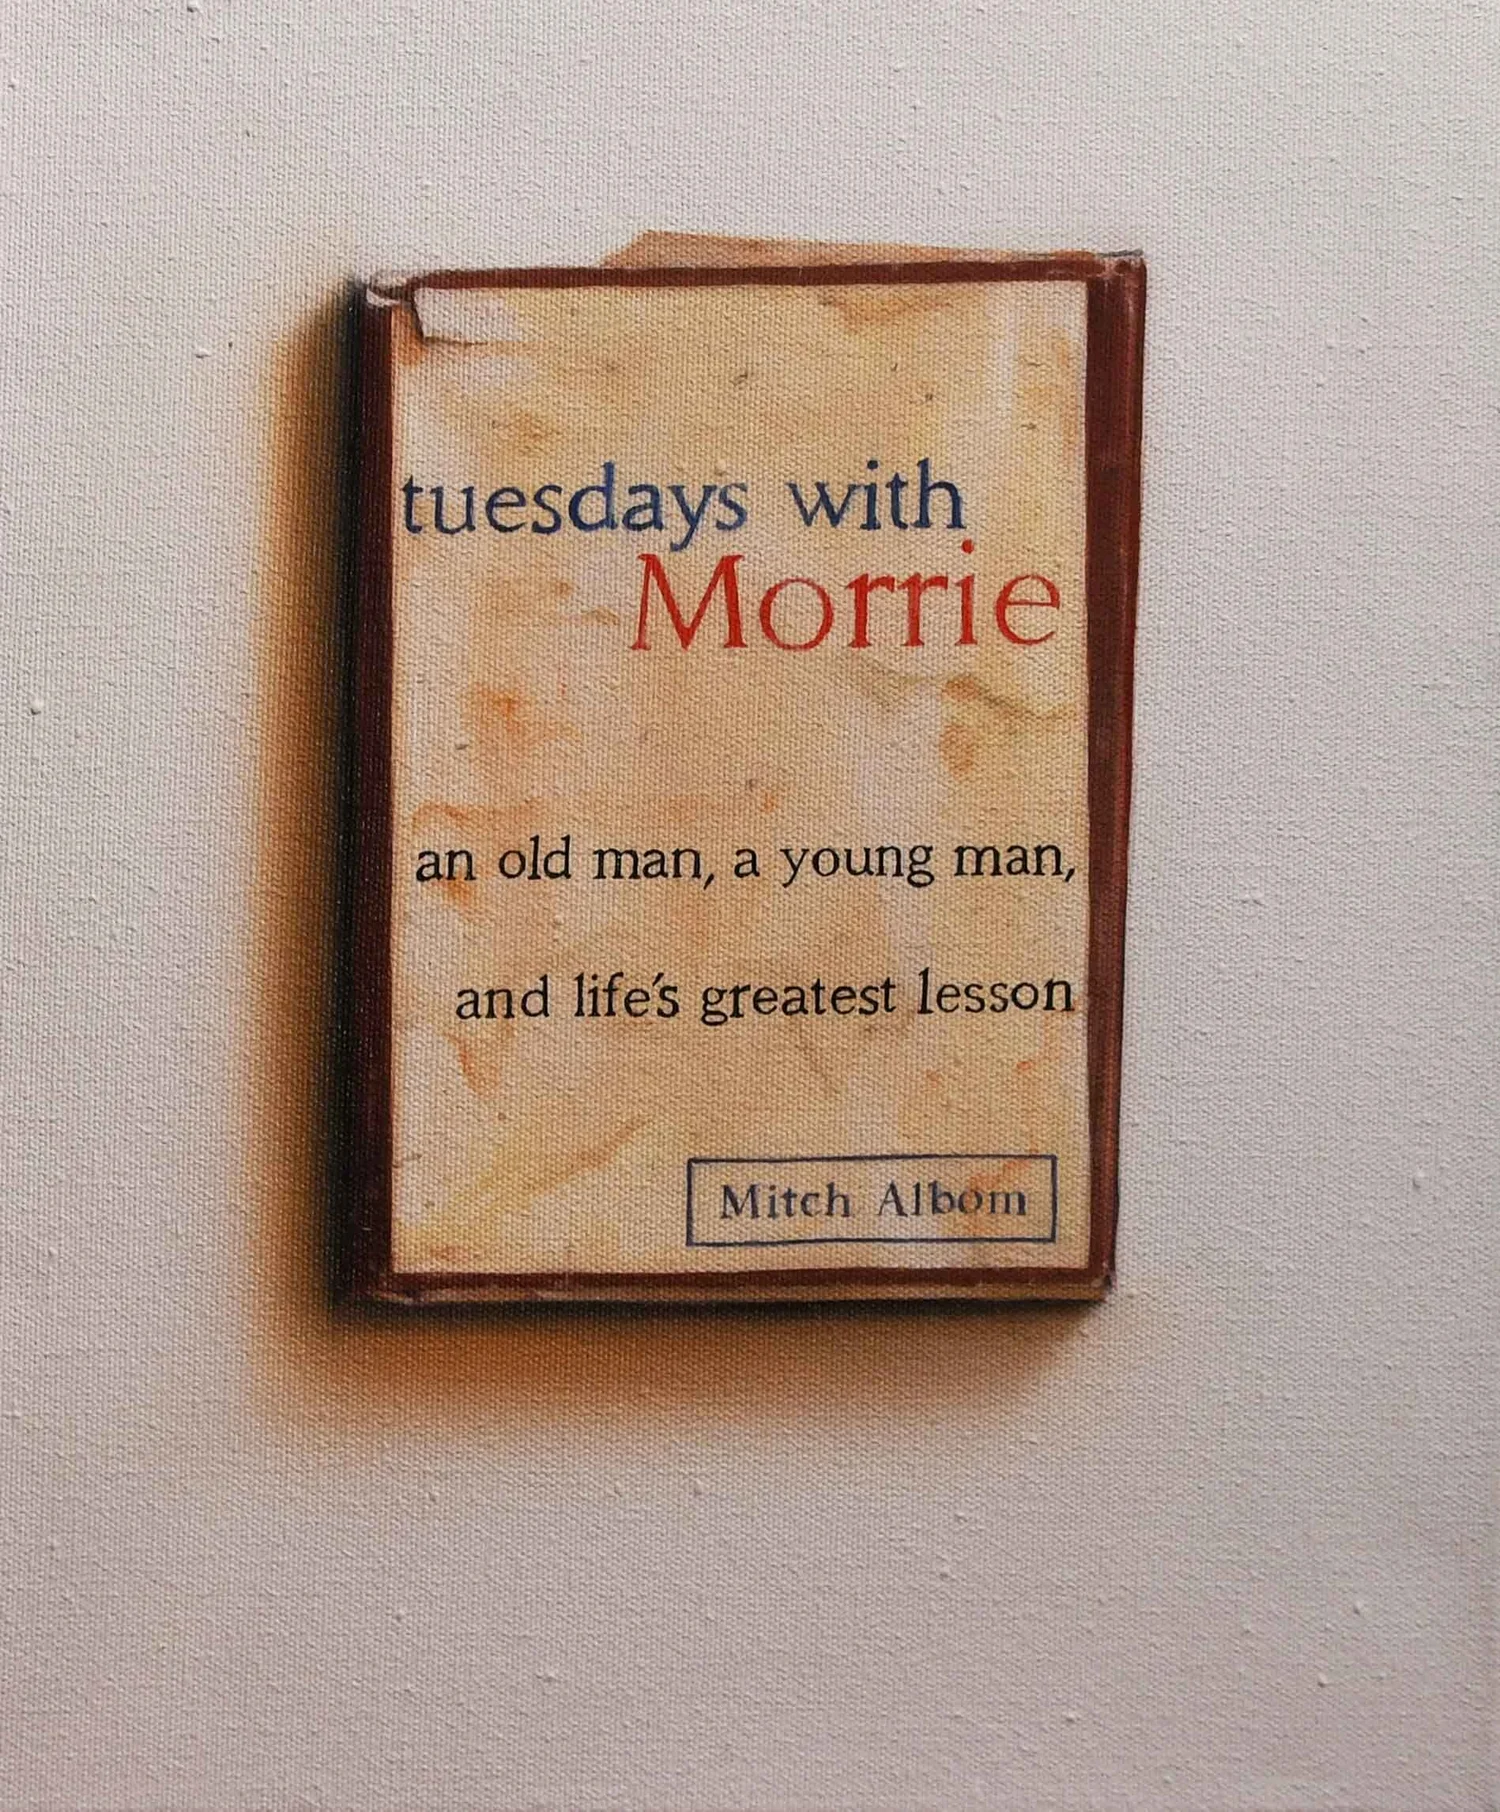 tuesdays with
Morrie
an old man, a young man,
and life's greatest lesson
Mitch Albom